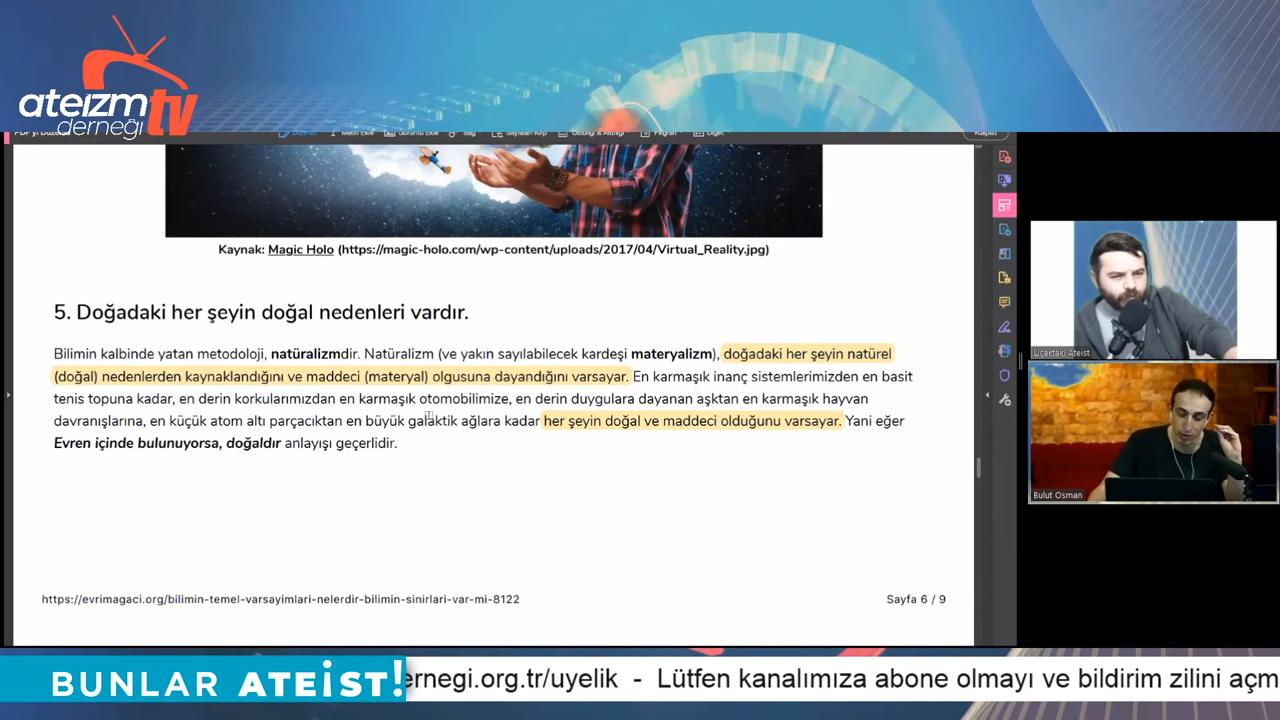 ateizm tv
derneği
Kapat
Kaynak: Magic Holo (https://magic-holo.com/wp-content/uploads/2017/04/Virtual_Reality.jpg)
5. Doğadaki her şeyin doğal nedenleri vardır.
Bilimin kalbinde yatan metodoloji, natüralizmdir. Natüralizm (ve yakın sayılabilecek kardeşi materyalizm), doğadaki her şeyin natürel
(doğal) nedenlerden kaynaklandığını ve maddeci (materyal) olgusuna dayandığını varsayar. En karmaşık inanç sistemlerimizden en basit
tenis topuna kadar, en derin korkularımızdan en karmaşık otomobilimize, en derin duygulara dayanan aşktan en karmaşık hayvan
davranışlarına, en küçük atom altı parçacıktan en büyük galaktik ağlara kadar her şeyin doğal ve maddeci olduğunu varsayar. Yani eğer
Evren içinde bulunuyorsa, doğaldır anlayışı geçerlidir.
https://evrimagaci.org/bilimin-temel-varsayimlari-nelerdir-bilimin-sinirlari-var-mi-8122
Sayfa 6 / 9
Uçaktaki Ateist
Bulut Osman
BUNLAR ATEİST!
ernegi.org.tr/uyelik - Lütfen kanalımıza abone olmayı ve bildirim zilini açm